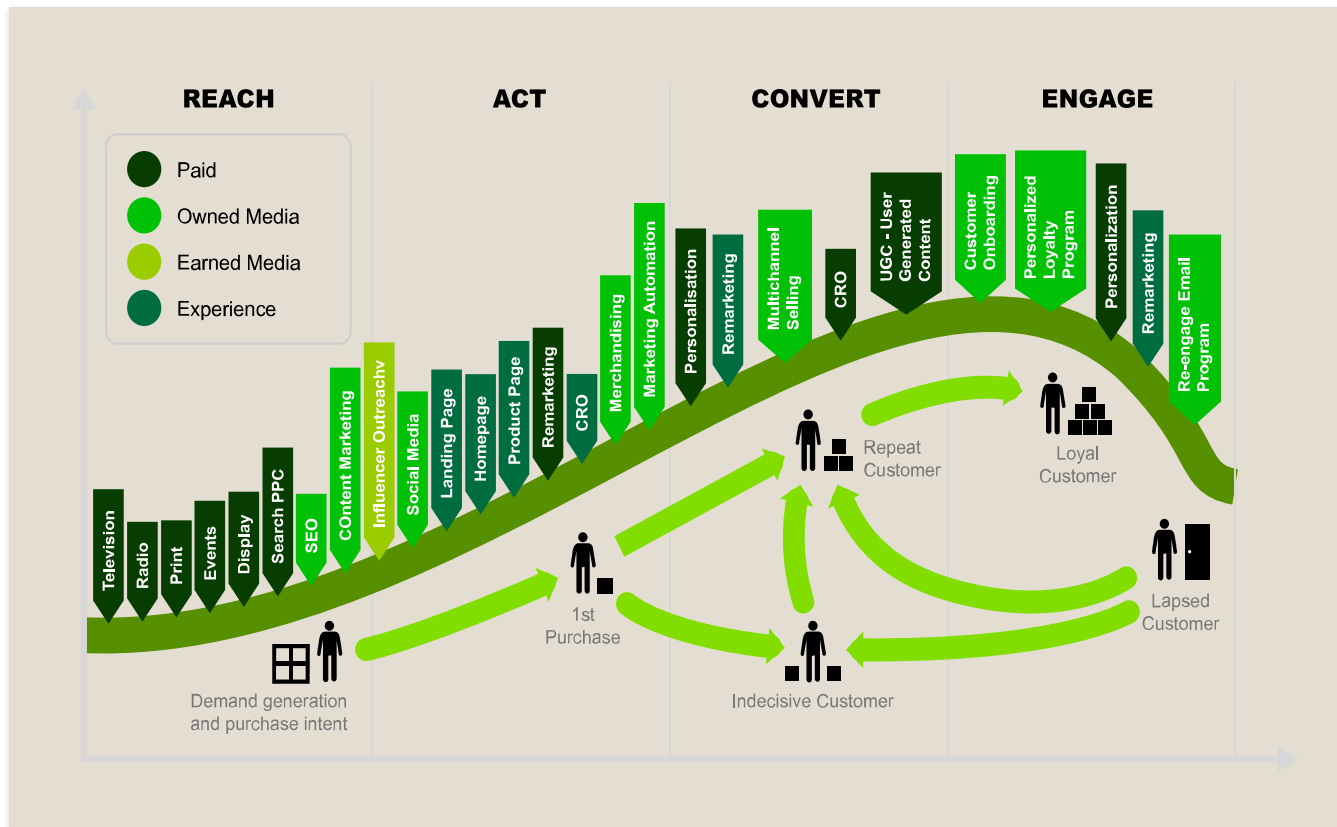 REACH
ACT
CONVERT
ENGAGE
Paid
Owned Media
Earned Media
Experience
Television
Radio
Print
Events
Display
Search PPC
SEO
COntent Marketing
Influencer Outreachv
Social Media
Landing Page
Homepage
Product Page
Remarketing
CRO
Merchandising
Marketing Automation
Personalisation
Remarketing
Multichannel
Selling
CRO
UGC - User
Generated
Content
Customer
Onboarding
Personalized
Loyalty
Program
Personalization
Remarketing
Re-engage Email
Program
Demand generation
and purchase intent
1st
Purchase
Repeat
Customer
Indecisive Customer
Loyal
Customer
Lapsed
Customer